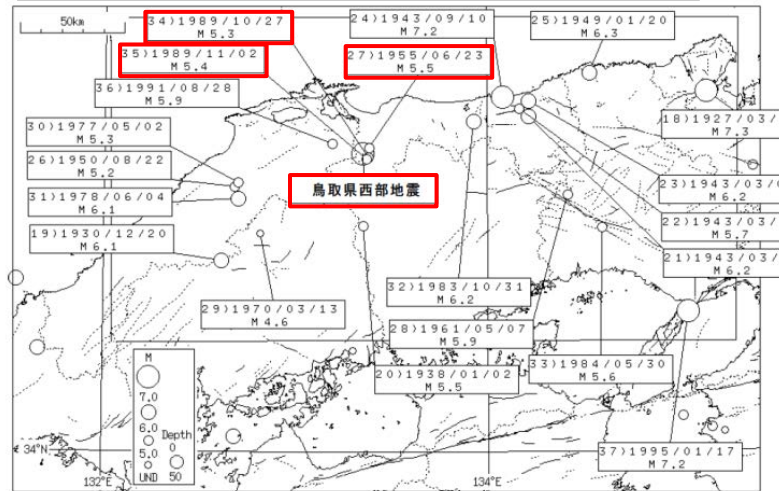 50km
34)1989/10/27
M5.3
24)1943/09/10
M7.2
25)1949/01/20
M6.3
35)1989/11/02
M5.4
27)1955/06/23
M5.5
36)1991/08/28
M5.9
18)1927/03/
M7.3
30)1977/05/02
M5.3
26)1950/08/22
M5.2
鳥取県西部地震
23)1943/03/0
M6.2
31)1978/06/04
M6.1
22)1943/03/
M5.7
19)1930/12/20
M6.1
21)1943/03/
M6.2
32)1983/10/31
M6.2
29)1970/03/13
M4.6
28)1961/05/07
M5.9
33)1984/05/30
M5.6
20)1938/01/02
M5.5
M
7.0
6.0
5.0
UND
Depth
0
50
34°N
37)1995/01/17
M7.2
132°E
134°E